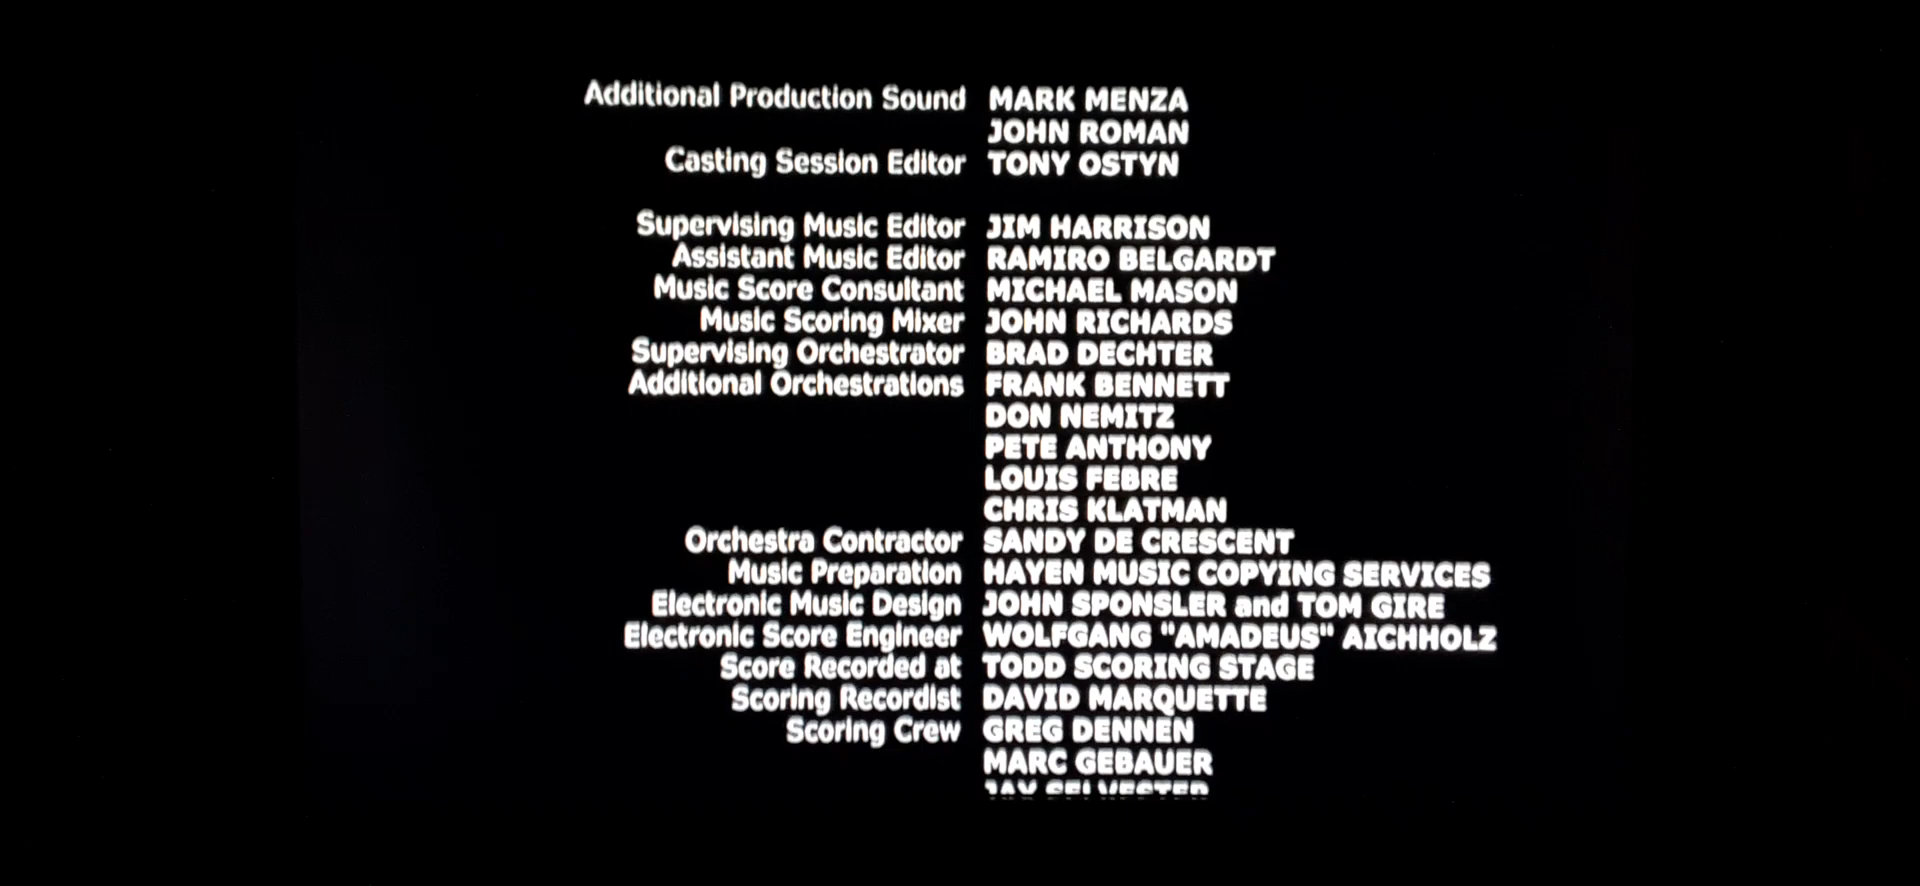 Additional Production Sound MARK MENZA
JOHN ROMAN
Casting Session Editor TONY OSTYN
Supervising Music Editor JIM HARRISON
Assistant Music Editor RAMIRO BELGARDT
Music Score Consultant MICHAEL MASON
Music Scoring Mixer JOHN RICHARDS
Supervising Orchestrator BRAD DECHTER
Additional Orchestrations FRANK BENNETT
DON NEMITZ
PETE ANTHONY
LOUIS FEBRE
CHRIS KLATMAN
Orchestra Contractor SANDY DE CRESCENT
Music Preparation HAYEN MUSIC COPYING SERVICES
Electronic Music Design JOHN SPONSLER and TOM GIRE
Electronic Score Engineer WOLFGANG "AMADEUS" AICHHOLZ
Score Recorded at TODD SCORING STAGE
Scoring Recordist DAVID MARQUETTE
Scoring Crew GREG DENNEN
MARC GEBAUER
JAY SELVESTER